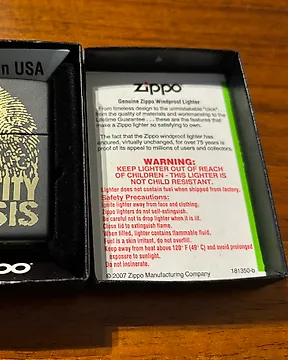 n USA
ITY
SIS
PO
Zippo
Genuine Zippo Windproof Lighter
From timeless design to the unmistakable "click",
from the quality of materials and workmanship to the
Lifetime Guarantee . . . these are the features that
make a Zippo lighter so satisfying to own.
The fact that the Zippo windproof lighter has
endured, virtually unchanged, for over 75 years is
proof of its appeal to millions of users and collectors.
WARNING:
KEEP LIGHTER OUT OF REACH
OF CHILDREN - THIS LIGHTER IS
NOT CHILD RESISTANT.
Lighter does not contain fuel when shipped from factory.
Safety Precautions:
Ignite lighter away from face and clothing.
Zippo lighters do not self-extinguish.
Be careful not to drop lighter when it is lit.
Close lid to extinguish flame.
When filled, lighter contains flammable fluid.
Fuel is a skin irritant, do not overfill.
Keep away from heat above 120° F (49° C) and avoid prolonged
exposure to sunlight.
Do not incinerate.
© 2007 Zippo Manufacturing Company
181350-b